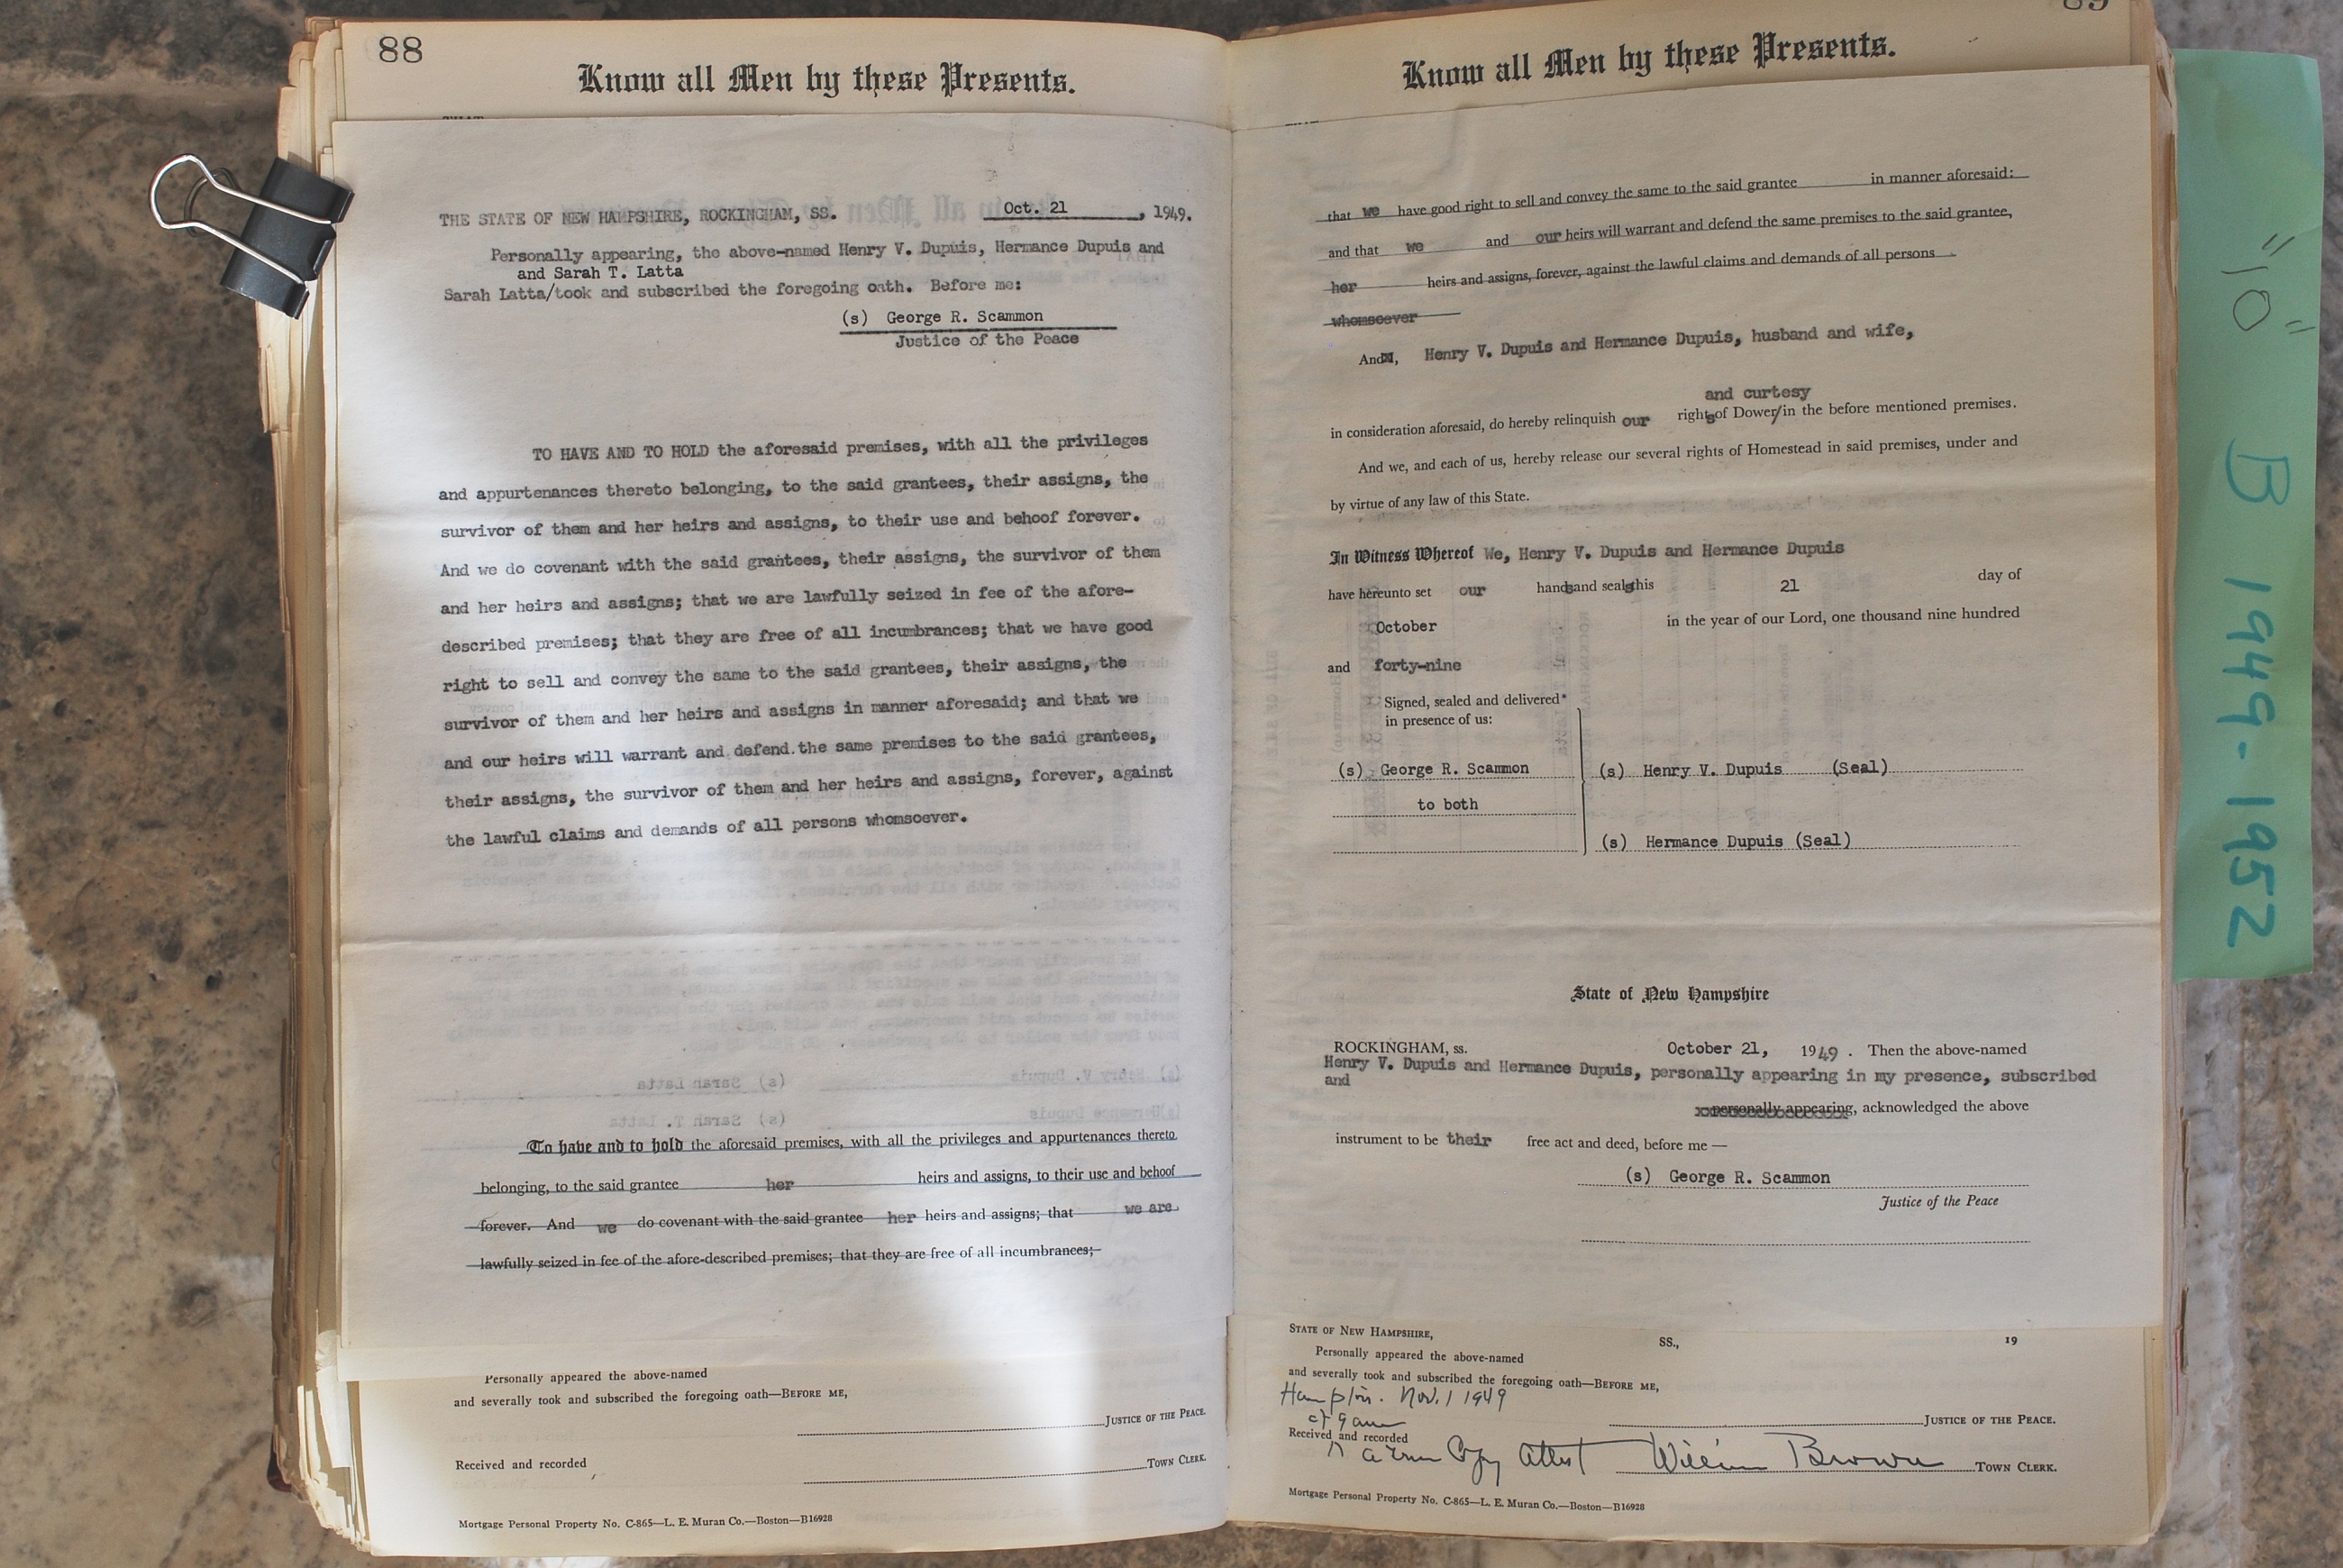 88
Know all Men by these Presents.
THE STATE OF NEW HAMPSHIRE, ROCKINGHAM, SS. Oct. 21, 1949.
Personally appearing, the above-named Henry V. Dupuis, Hermance Dupuis and
and Sarah T. Latta
Sarah Latta/took and subscribed the foregoing oath. Before me:
(s) George R. Scammon
Justice of the Peace
TO HAVE AND TO HOLD the aforesaid premises, with all the privileges
and appurtenances thereto belonging, to the said grantees, their assigns, the
survivor of them and her heirs and assigns, to their use and behoof forever.
And we do covenant with the said grantees, their assigns, the survivor of them
and her heirs and assigns; that we are lawfully seized in fee of the afore-
described premises; that they are free of all incumbrances; that we have good
right to sell and convey the same to the said grantees, their assigns, the
survivor of them and her heirs and assigns in manner aforesaid; and that we
and our heirs will warrant and defend.the same premises to the said grantees,
their assigns, the survivor of them and her heirs and assigns, forever, against
the lawful claims and demands of all persons whomsoever.
To have and to hold the aforesaid premises, with all the privileges and appurtenances thereto
belonging, to the said grantee her heirs and assigns, to their use and behoof
forever. And we do covenant with the said grantee her heirs and assigns; that we are
lawfully seized in fee of the afore-described premises; that they are free of all incumbrances;
Personally appeared the above-named
and severally took and subscribed the foregoing oath—BEFORE ME,
JUSTICE OF THE PEACE.
Received and recorded
TOWN CLERK.
Mortgage Personal Property No. C-865—L. E. Muran Co.—Boston—B16928
89
Know all Men by these Presents.
that we have good right to sell and convey the same to the said grantee in manner aforesaid:
and that we and our heirs will warrant and defend the same premises to the said grantee,
her heirs and assigns, forever, against the lawful claims and demands of all persons
whomsoever
And, Henry V. Dupuis and Hermance Dupuis, husband and wife,
and curtesy
in consideration aforesaid, do hereby relinquish our rights of Dower/in the before mentioned premises.
And we, and each of us, hereby release our several rights of Homestead in said premises, under and
by virtue of any law of this State.
In Witness Whereof We, Henry V. Dupuis and Hermance Dupuis
have hereunto set our hands and seals this 21 day of
October in the year of our Lord, one thousand nine hundred
and forty-nine
Signed, sealed and delivered
in presence of us:
(s) George R. Scammon (s) Henry V. Dupuis (Seal)
to both
(s) Hermance Dupuis (Seal)
State of New Hampshire
ROCKINGHAM, ss. October 21, 1949. Then the above-named
Henry V. Dupuis and Hermance Dupuis, personally appearing in my presence, subscribed
and
personally appearing, acknowledged the above
instrument to be their free act and deed, before me —
(s) George R. Scammon
Justice of the Peace
STATE OF NEW HAMPSHIRE, SS., 19
Personally appeared the above-named
and severally took and subscribed the foregoing oath—BEFORE ME,
Hampton. Nov. 1 1949
at 9 am
JUSTICE OF THE PEACE.
Received and recorded
A True Copy Attest William Brown TOWN CLERK.
Mortgage Personal Property No. C-865—L. E. Muran Co.—Boston—B16928
"10" B 1949-1952